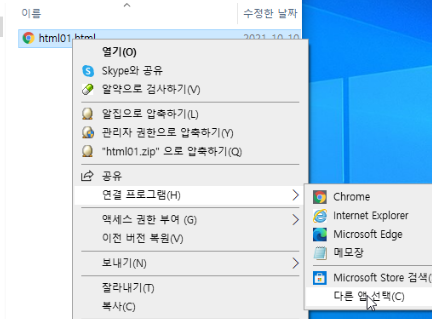 이름
수정한 날짜
html01.html
2021-10-10
열기(O)
Skype와 공유
알약으로 검사하기(V)
알집으로 압축하기(L)
관리자 권한으로 압축하기(Y)
"html01.zip" 으로 압축하기(Q)
공유
연결 프로그램(H)
액세스 권한 부여 (G)
이전 버전 복원(V)
보내기(N)
잘라내기(T)
복사(C)
Chrome
Internet Explorer
Microsoft Edge
메모장
Microsoft Store 검색(
다른 앱 선택(C)